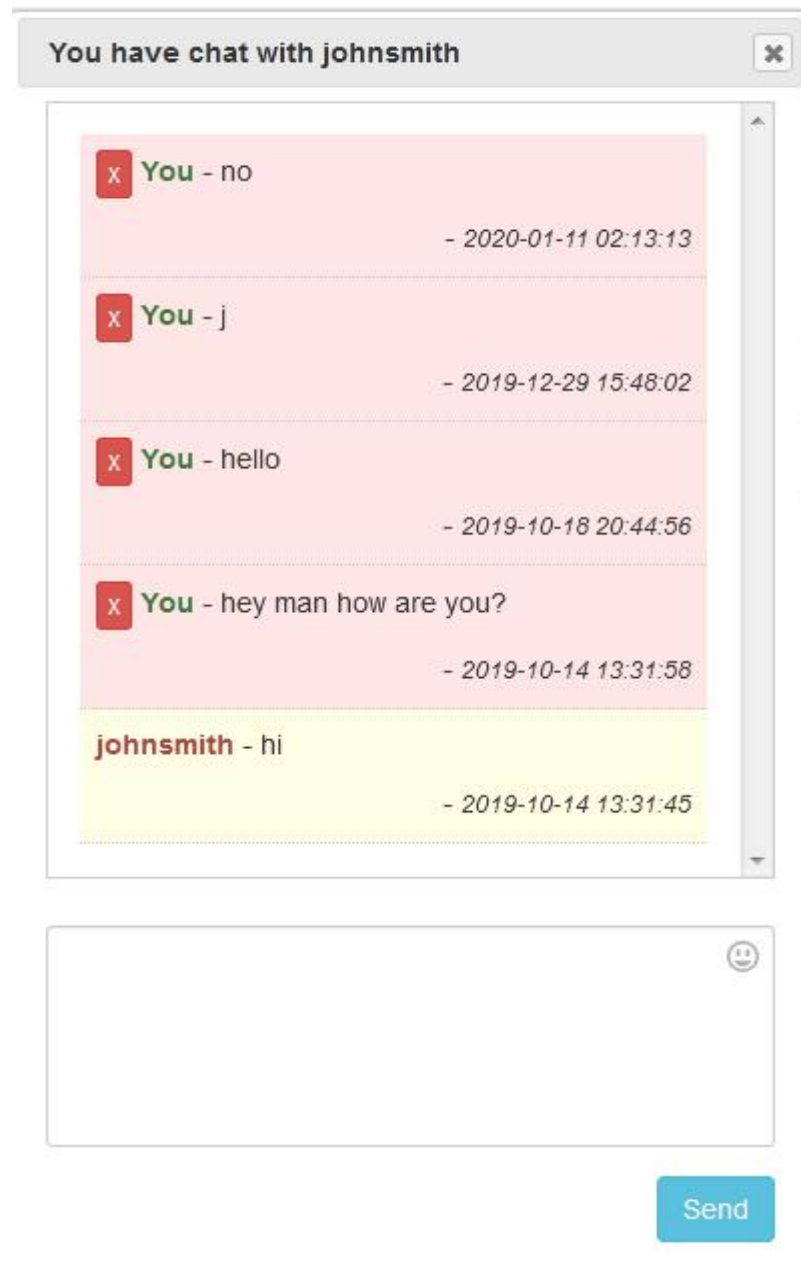 You have chat with johnsmith
x You - no
- 2020-01-11 02:13:13
x You - j
- 2019-12-29 15:48:02
x You - hello
- 2019-10-18 20:44:56
x You - hey man how are you?
- 2019-10-14 13:31:58
johnsmith - hi
- 2019-10-14 13:31:45
Send